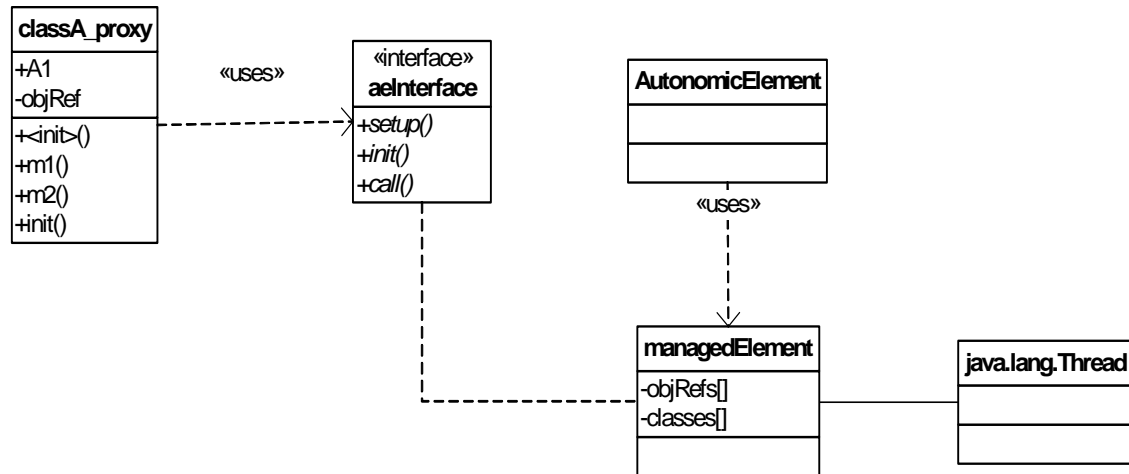 classA_proxy
+A1
-objRef
+<init>()
+m1()
+m2()
+init()
«uses»
«interface»
aeInterface
+setup()
+init()
+call()
AutonomicElement
«uses»
managedElement
-objRefs[]
-classes[]
java.lang.Thread